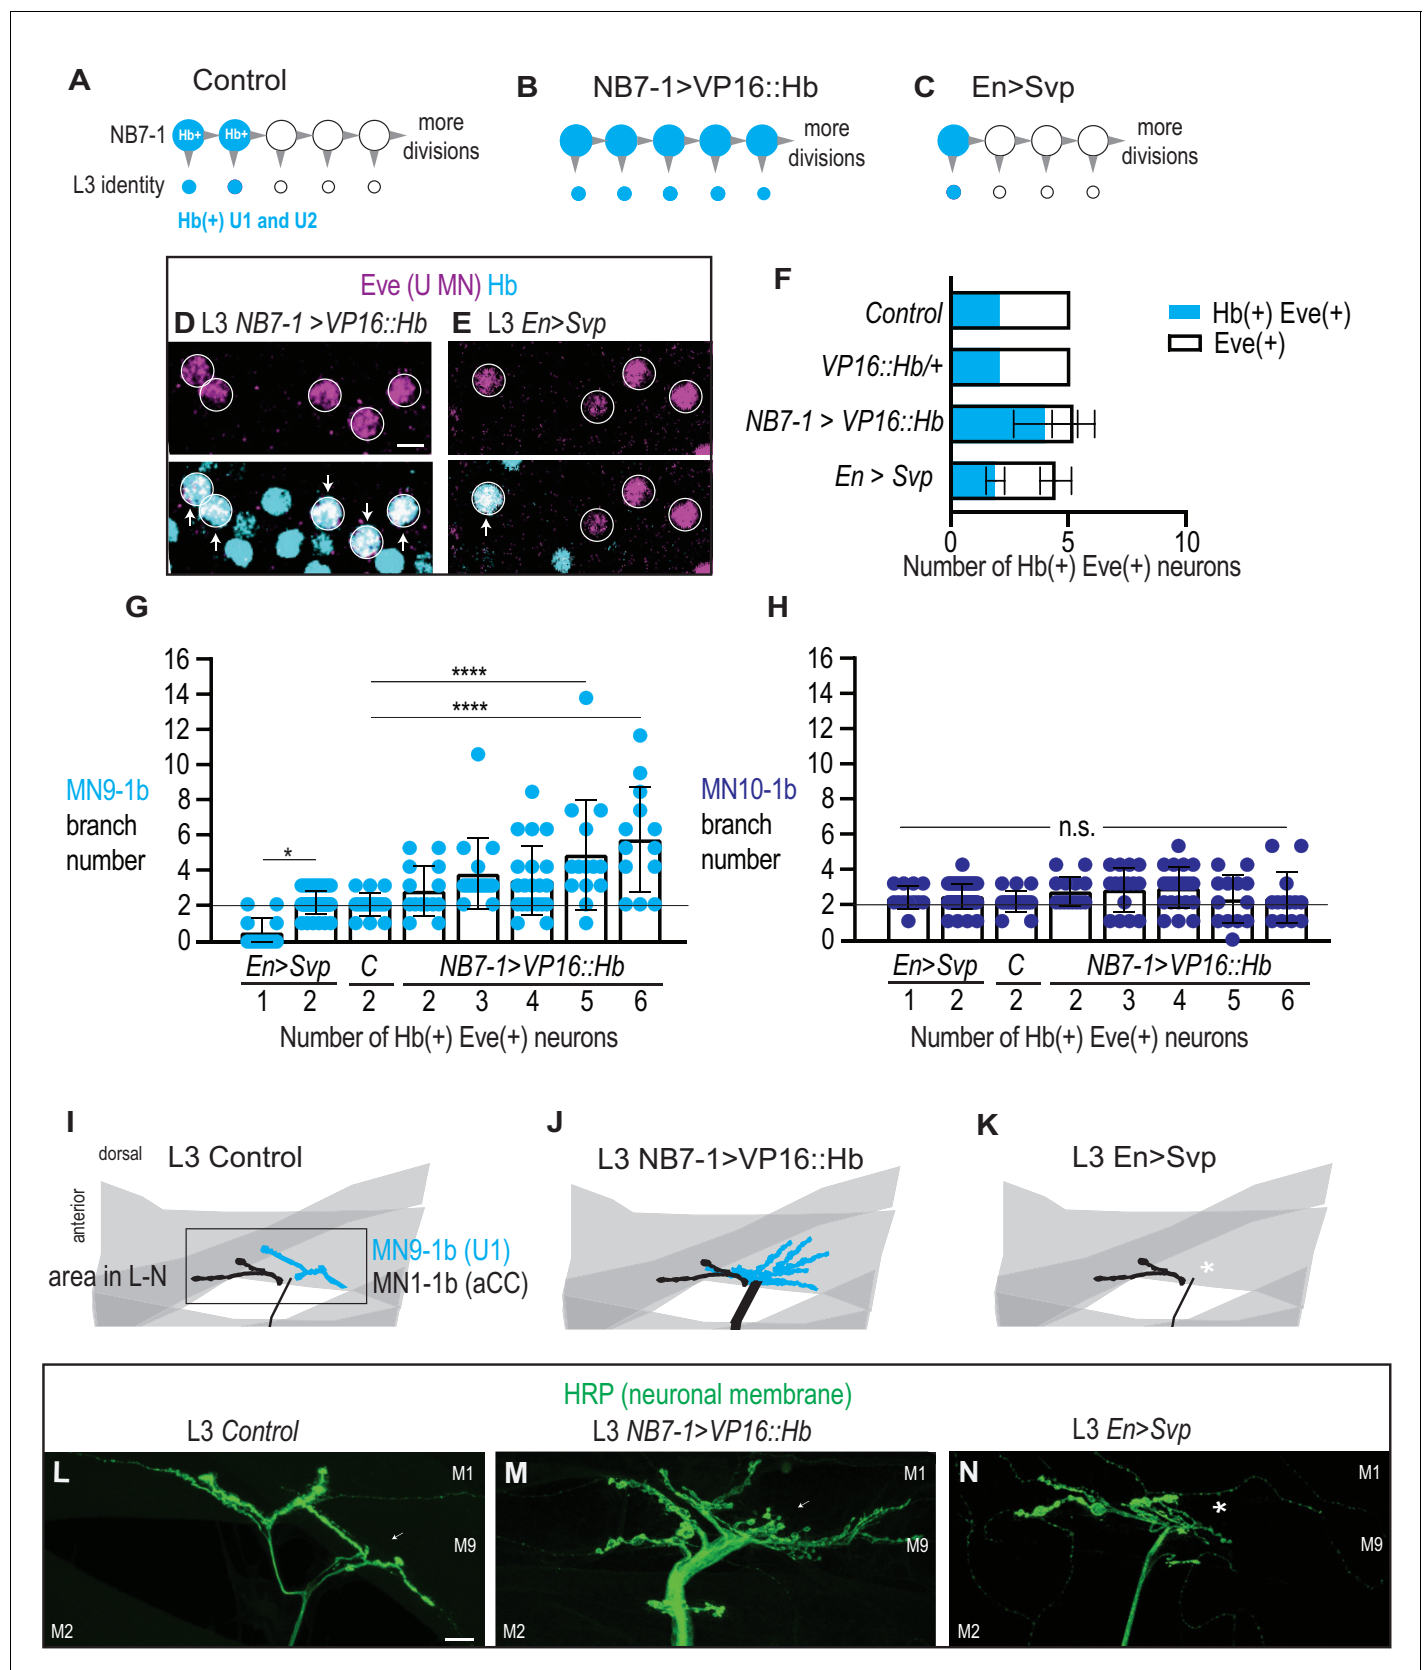 A Control
NB7-1
Hb+ Hb+
more
divisions
L3 identity
Hb(+) U1 and U2
B NB7-1>VP16::Hb
more
divisions
C En>Svp
more
divisions
Eve (U MN) Hb
D L3 NB7-1 >VP16::Hb
E L3 En>Svp
F
Control
VP16::Hb/+
NB7-1 > VP16::Hb
En > Svp
Hb(+) Eve(+)
Eve(+)
0 5 10
Number of Hb(+) Eve(+) neurons
G
MN9-1b
branch
number
16
14
12
10
8
6
4
2
0
****
****
*
En>Svp C NB7-1>VP16::Hb
1 2 2 2 3 4 5 6
Number of Hb(+) Eve(+) neurons
H
MN10-1b
branch
number
16
14
12
10
8
6
4
2
0
n.s.
En>Svp C NB7-1>VP16::Hb
1 2 2 2 3 4 5 6
Number of Hb(+) Eve(+) neurons
I
dorsal
L3 Control
anterior
area in L-N
MN9-1b (U1)
MN1-1b (aCC)
J
L3 NB7-1>VP16::Hb
K
L3 En>Svp
*
HRP (neuronal membrane)
L3 Control
L3 NB7-1>VP16::Hb
L3 En>Svp
L
M1
M9
M2
M
M1
M9
M2
N
M1
*
M9
M2